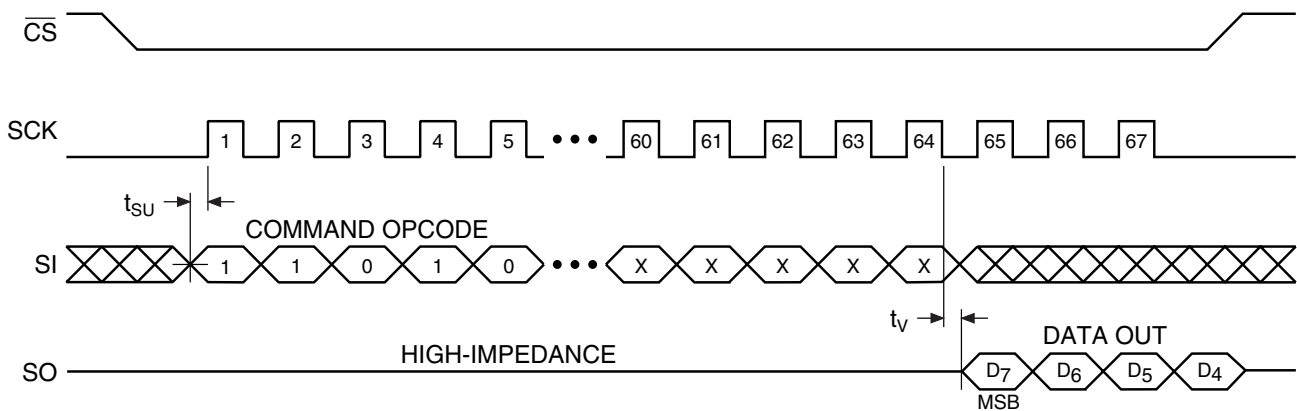 CS
SCK 1 2 3 4 5 ••• 60 61 62 63 64 65 66 67
tSU
COMMAND OPCODE
SI 1 1 0 1 0 ••• X X X X X
tV
HIGH-IMPEDANCE
DATA OUT
SO D7 D6 D5 D4
MSB